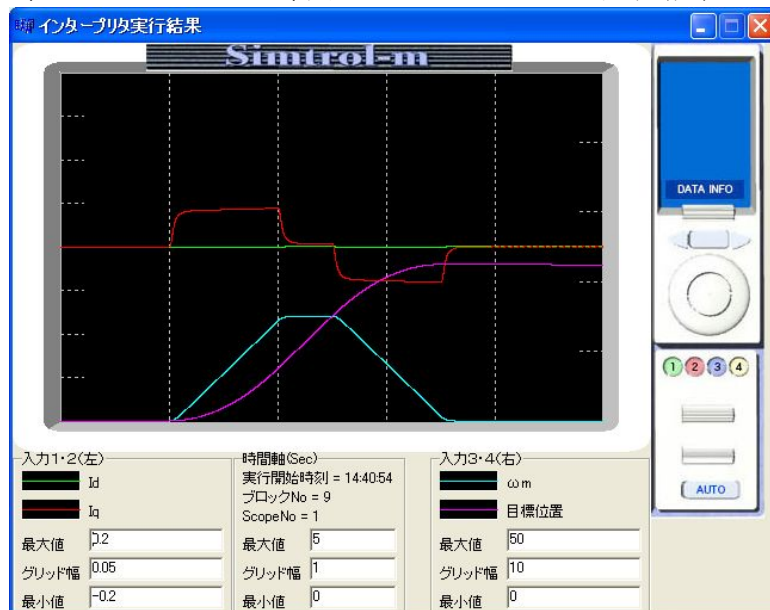 インタープリタ実行結果
Simtrol-m
DATA INFO
1 2 3 4
AUTO
入力1・2(左)
Id
Iq
最大値 0.2
グリッド幅 0.05
最小値 -0.2
時間軸(Sec)
実行開始時刻 = 14:40:54
ブロックNo = 9
ScopeNo = 1
最大値 5
グリッド幅 1
最小値 0
入力3・4(右)
ωm
目標位置
最大値 50
グリッド幅 10
最小値 0